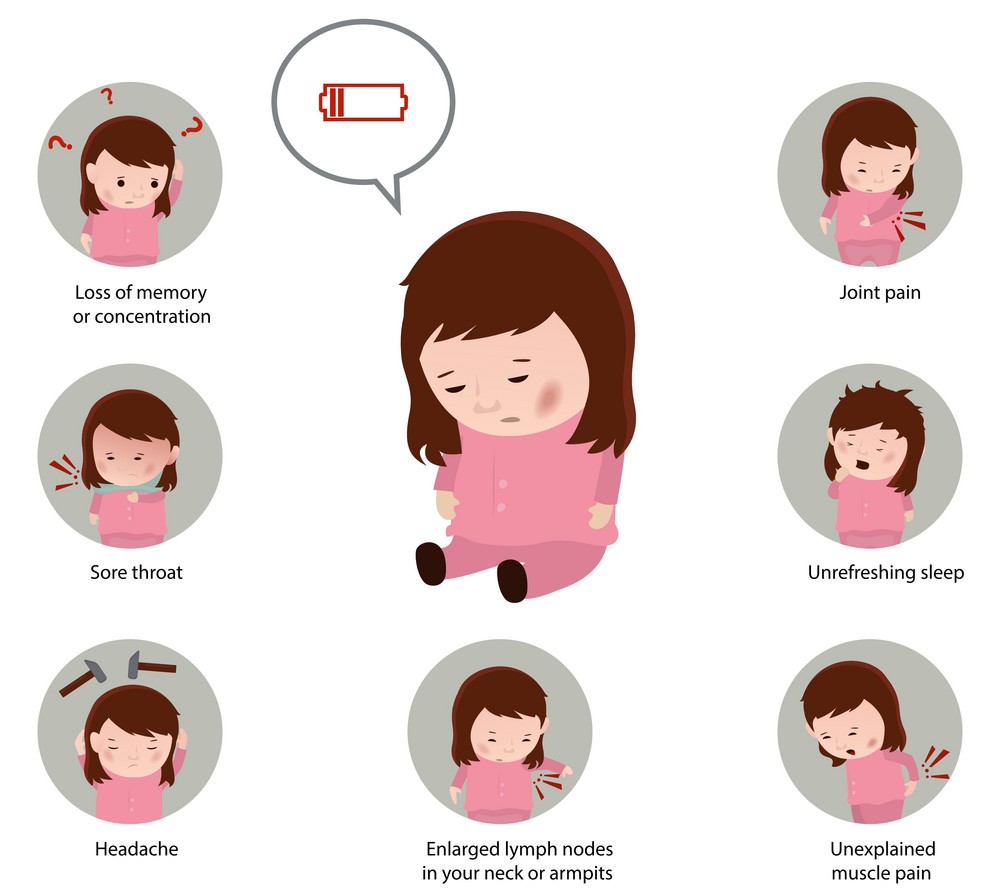 Loss of memory
or concentration
Joint pain
Sore throat
Unrefreshing sleep
Headache
Enlarged lymph nodes
in your neck or armpits
Unexplained
muscle pain